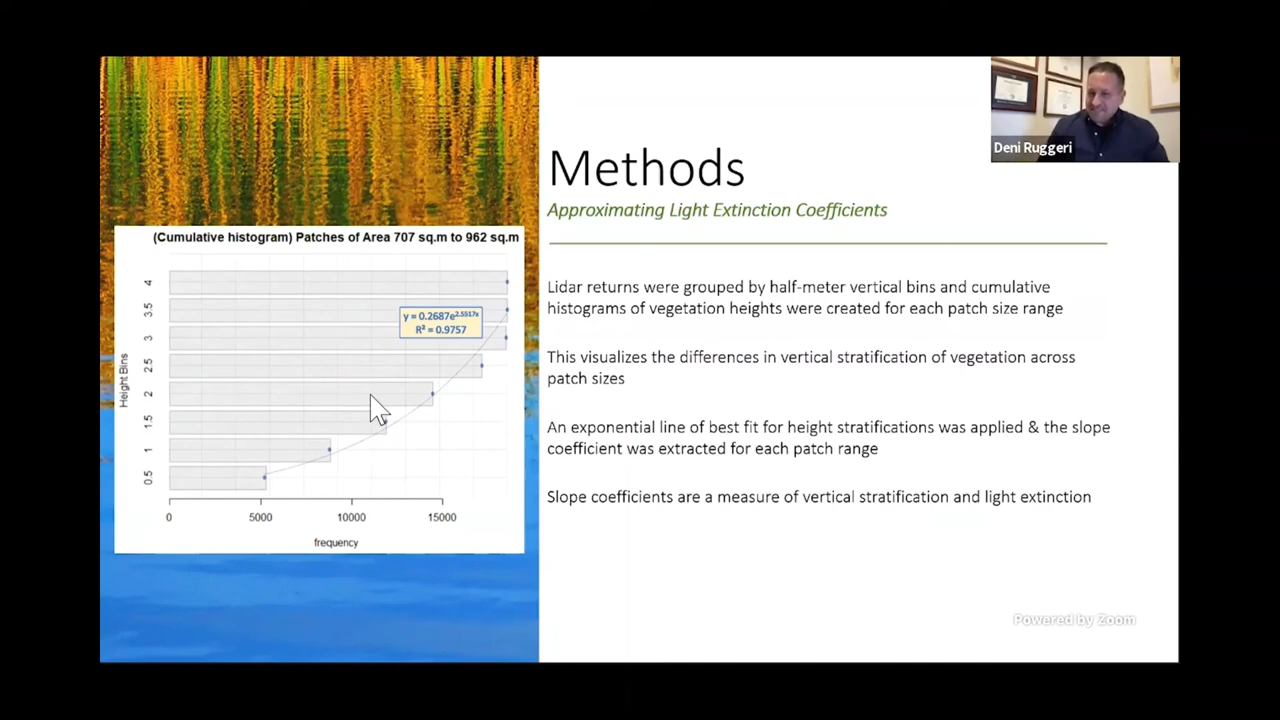 Deni Ruggeri
Methods
Approximating Light Extinction Coefficients
(Cumulative histogram) Patches of Area 707 sq.m to 962 sq.m
Height Bins
4
3.5
3
2.5
2
1.5
1
0.5
y = 0.2687e^2.5517x
R² = 0.9757
0
5000
10000
15000
frequency
Lidar returns were grouped by half-meter vertical bins and cumulative
histograms of vegetation heights were created for each patch size range
This visualizes the differences in vertical stratification of vegetation across
patch sizes
An exponential line of best fit for height stratifications was applied & the slope
coefficient was extracted for each patch range
Slope coefficients are a measure of vertical stratification and light extinction
Powered by Zoom